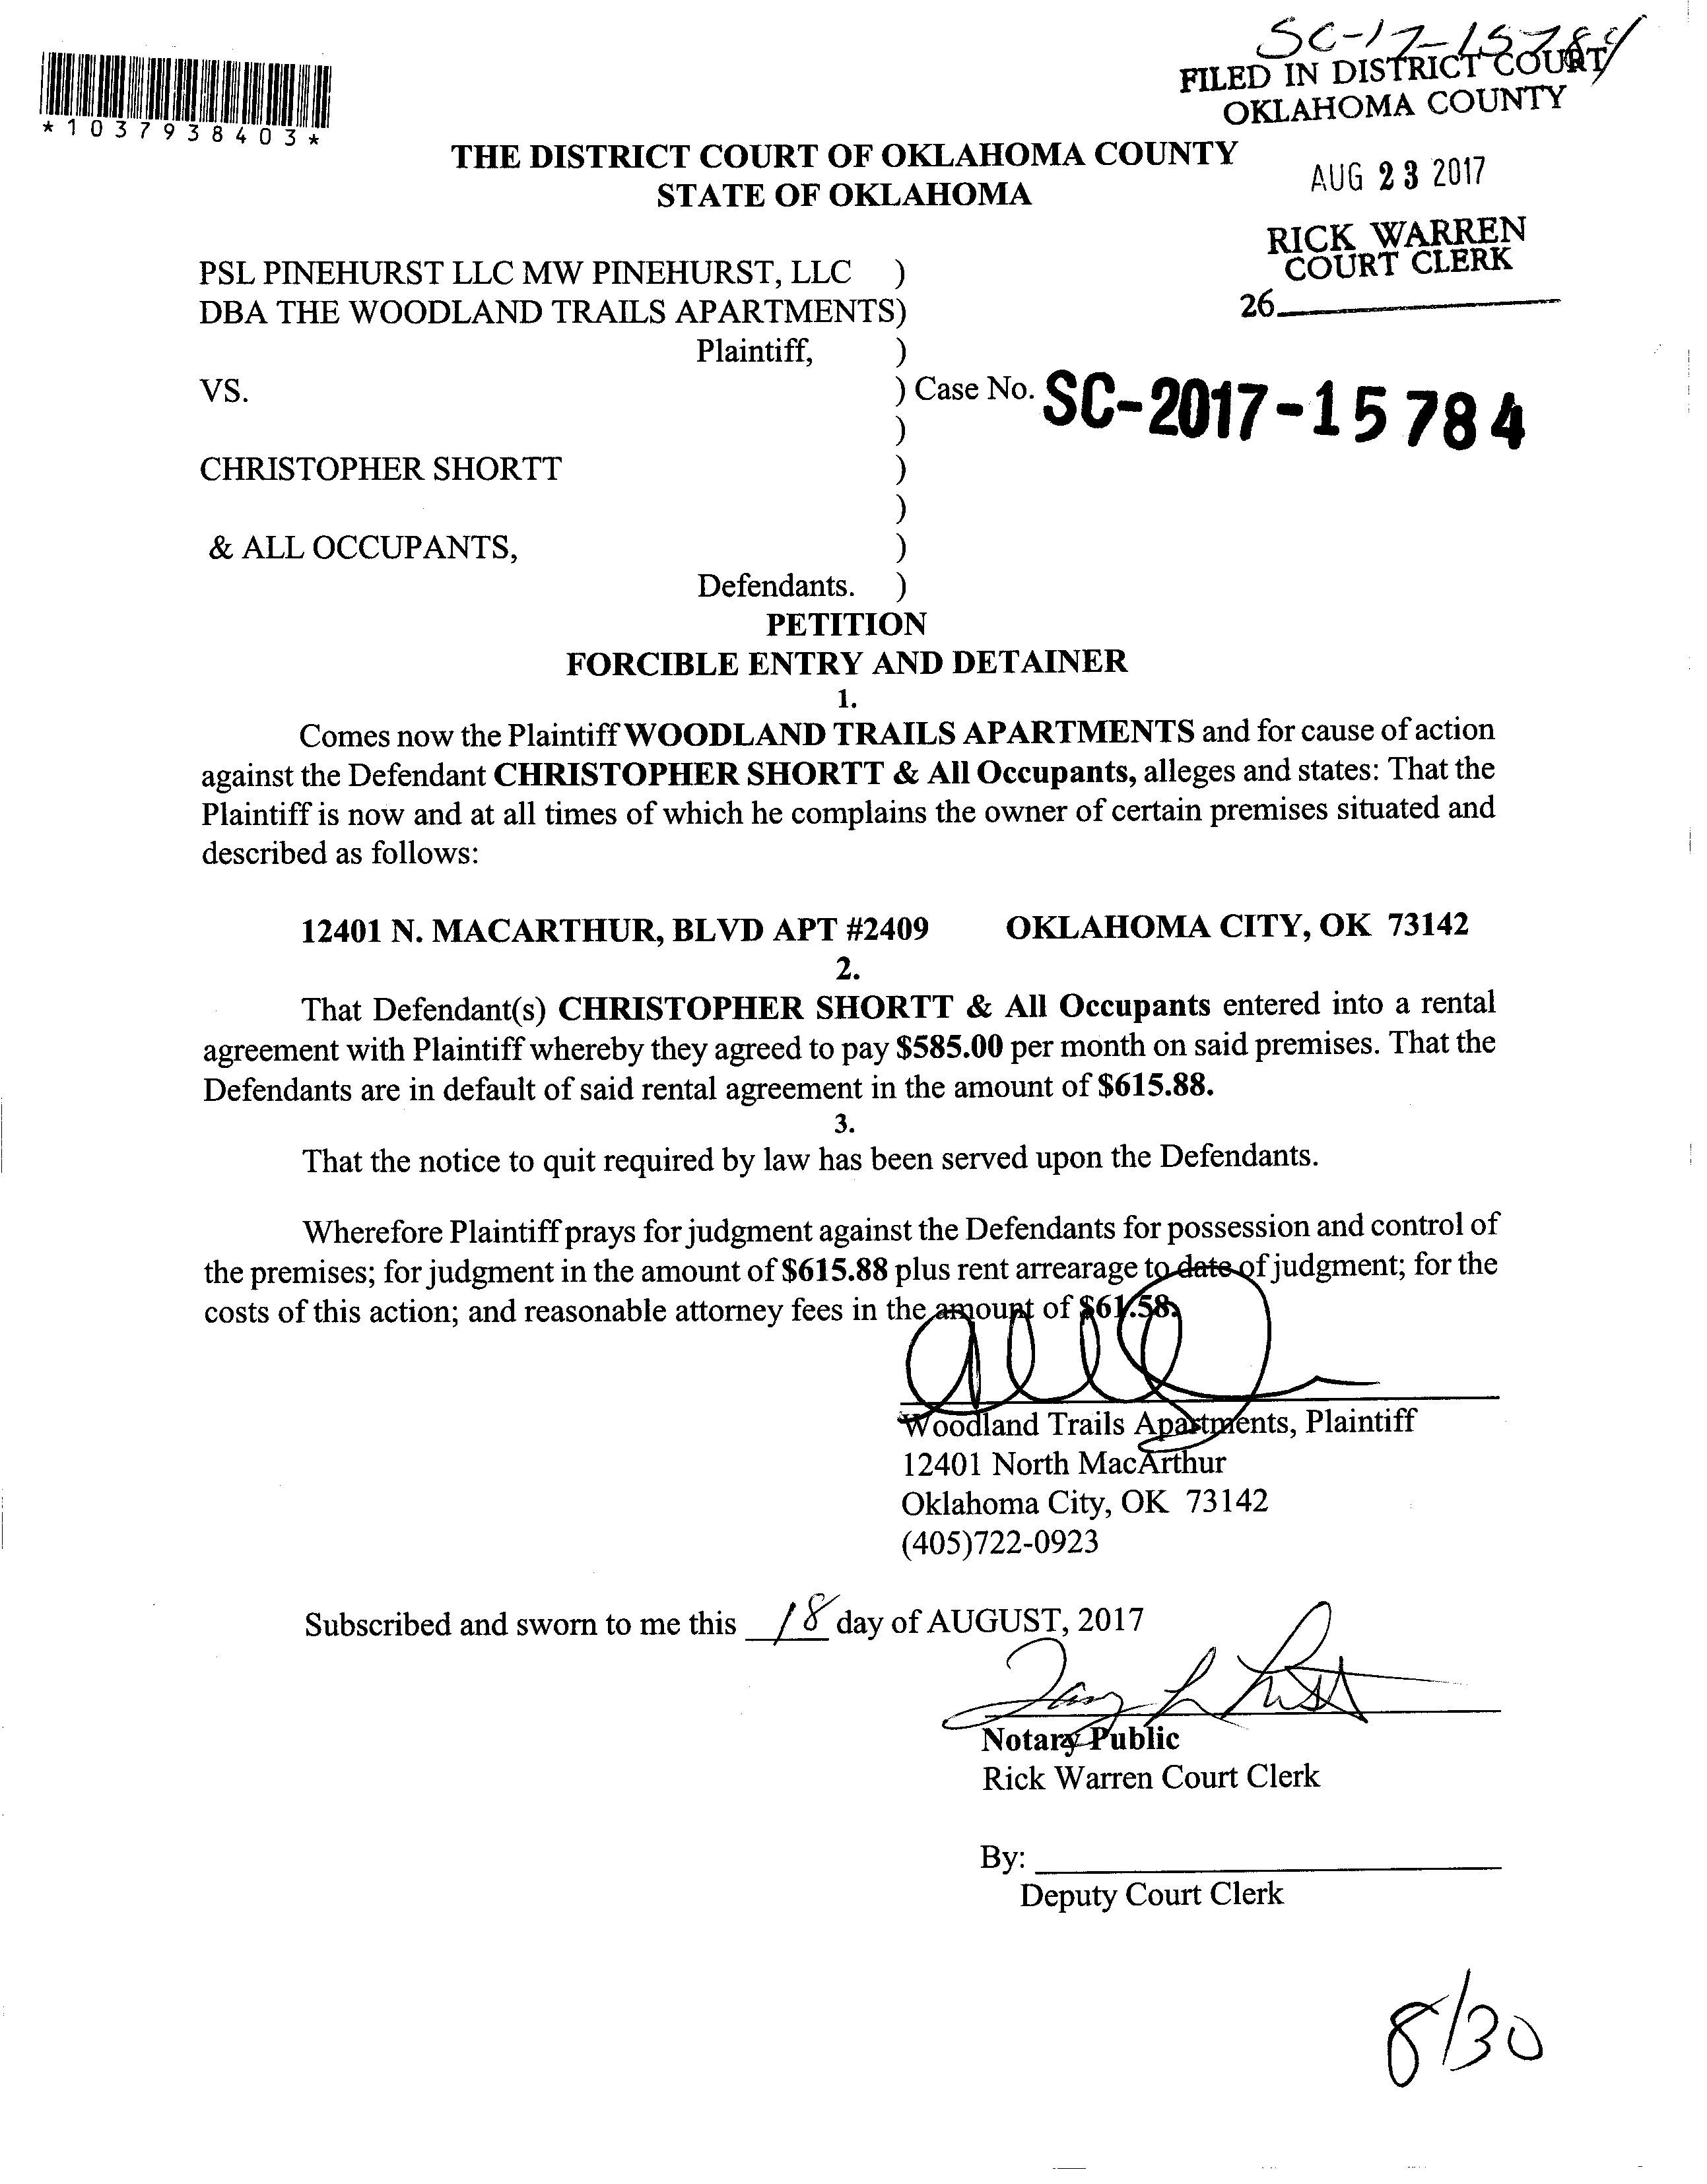 SC-17-15784
FILED IN DISTRICT COURT
OKLAHOMA COUNTY
*1037938403*
THE DISTRICT COURT OF OKLAHOMA COUNTY
STATE OF OKLAHOMA
AUG 23 2017
RICK WARREN
COURT CLERK
26
PSL PINEHURST LLC MW PINEHURST, LLC )
DBA THE WOODLAND TRAILS APARTMENTS)
Plaintiff, )
VS. ) Case No. SC-2017-15784
)
CHRISTOPHER SHORTT )
)
& ALL OCCUPANTS, )
Defendants. )
PETITION
FORCIBLE ENTRY AND DETAINER
1.
Comes now the Plaintiff WOODLAND TRAILS APARTMENTS and for cause of action
against the Defendant CHRISTOPHER SHORTT & All Occupants, alleges and states: That the
Plaintiff is now and at all times of which he complains the owner of certain premises situated and
described as follows:
12401 N. MACARTHUR, BLVD APT #2409 OKLAHOMA CITY, OK 73142
2.
That Defendant(s) CHRISTOPHER SHORTT & All Occupants entered into a rental
agreement with Plaintiff whereby they agreed to pay $585.00 per month on said premises. That the
Defendants are in default of said rental agreement in the amount of $615.88.
3.
That the notice to quit required by law has been served upon the Defendants.
Wherefore Plaintiff prays for judgment against the Defendants for possession and control of
the premises; for judgment in the amount of $615.88 plus rent arrearage to date of judgment; for the
costs of this action; and reasonable attorney fees in the amount of $61.58.
Woodland Trails Apartments, Plaintiff
12401 North MacArthur
Oklahoma City, OK 73142
(405)722-0923
Subscribed and sworn to me this 18 day of AUGUST, 2017
Notary Public
Rick Warren Court Clerk
By:
Deputy Court Clerk
8/30